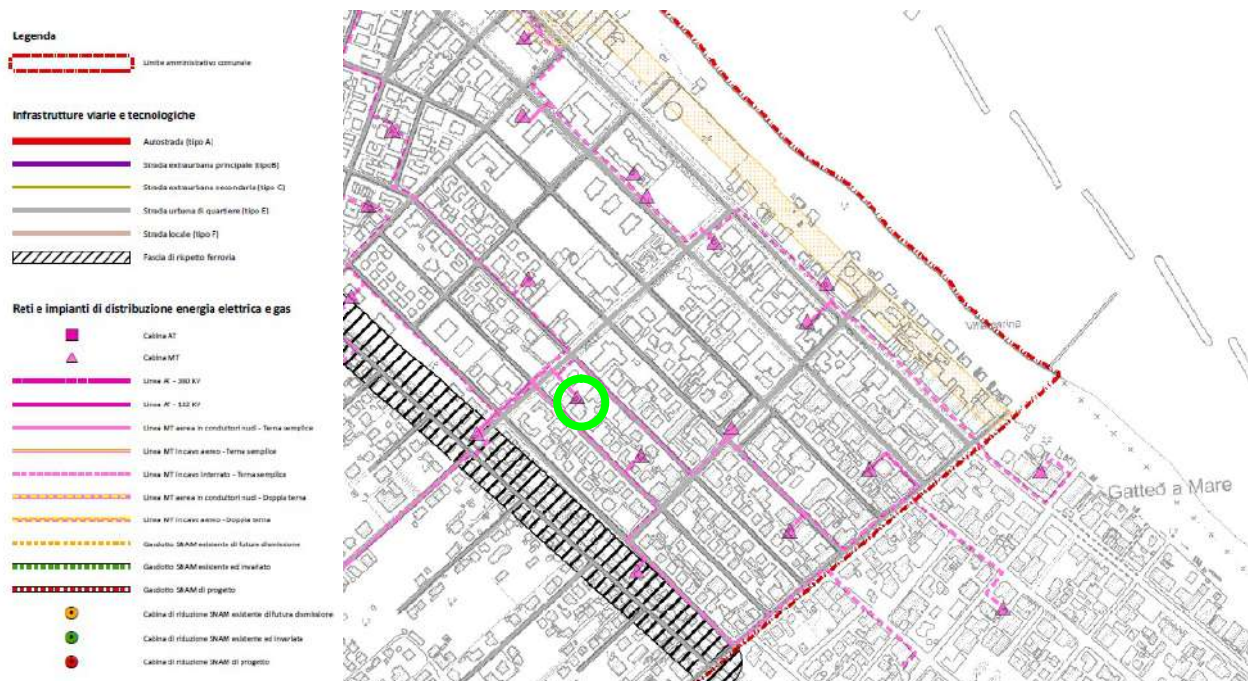 Legenda
Limite amministrativo comunale
Infrastrutture viarie e tecnologiche
Autostrada (tipo A)
Strada extraurbana principale (tipoB)
Strada extraurbana secondaria (tipo C)
Strada urbana di quartiere (tipo E)
Strada locale (tipo F)
Fascia di rispetto ferrovia
Reti e impianti di distribuzione energia elettrica e gas
Cabina AT
Cabina MT
Linea AT - 380 KV
Linea AT - 132 KV
Linea MT aerea in conduttori nudi - Terna semplice
Linea MT in cavo aereo - Terna semplice
Linea MT in cavo interrato - Terna semplice
Linea MT aerea in conduttori nudi - Doppia terna
Linea MT in cavo aereo - Doppia terna
Gasdotto SNAM esistente di futura dismissione
Gasdotto SNAM esistente ed invariato
Gasdotto SNAM di progetto
Cabina di riduzione SNAM esistente di futura dismissione
Cabina di riduzione SNAM esistente ed invariata
Cabina di riduzione SNAM di progetto
Gatteo a Mare